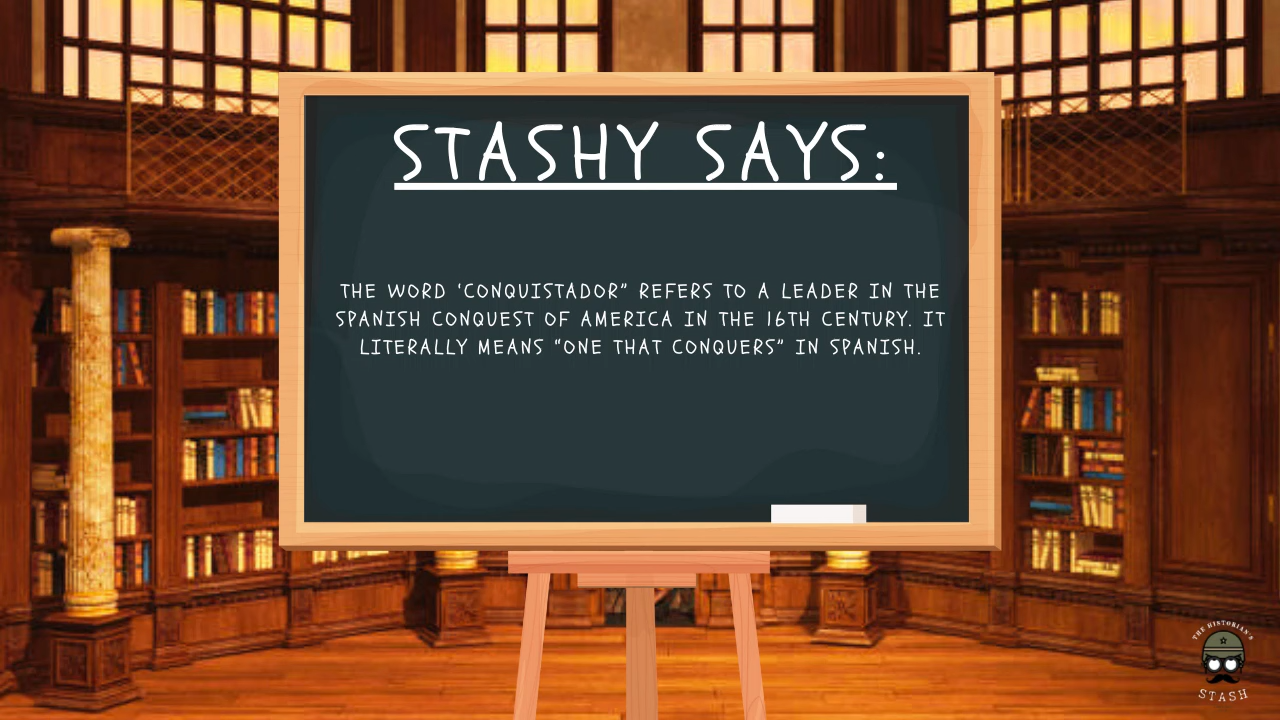 STASHY SAYS:
THE WORD ‘CONQUISTADOR” REFERS TO A LEADER IN THE
SPANISH CONQUEST OF AMERICA IN THE 16TH CENTURY. IT
LITERALLY MEANS “ONE THAT CONQUERS” IN SPANISH.
THE HISTORIAN'S
STASH